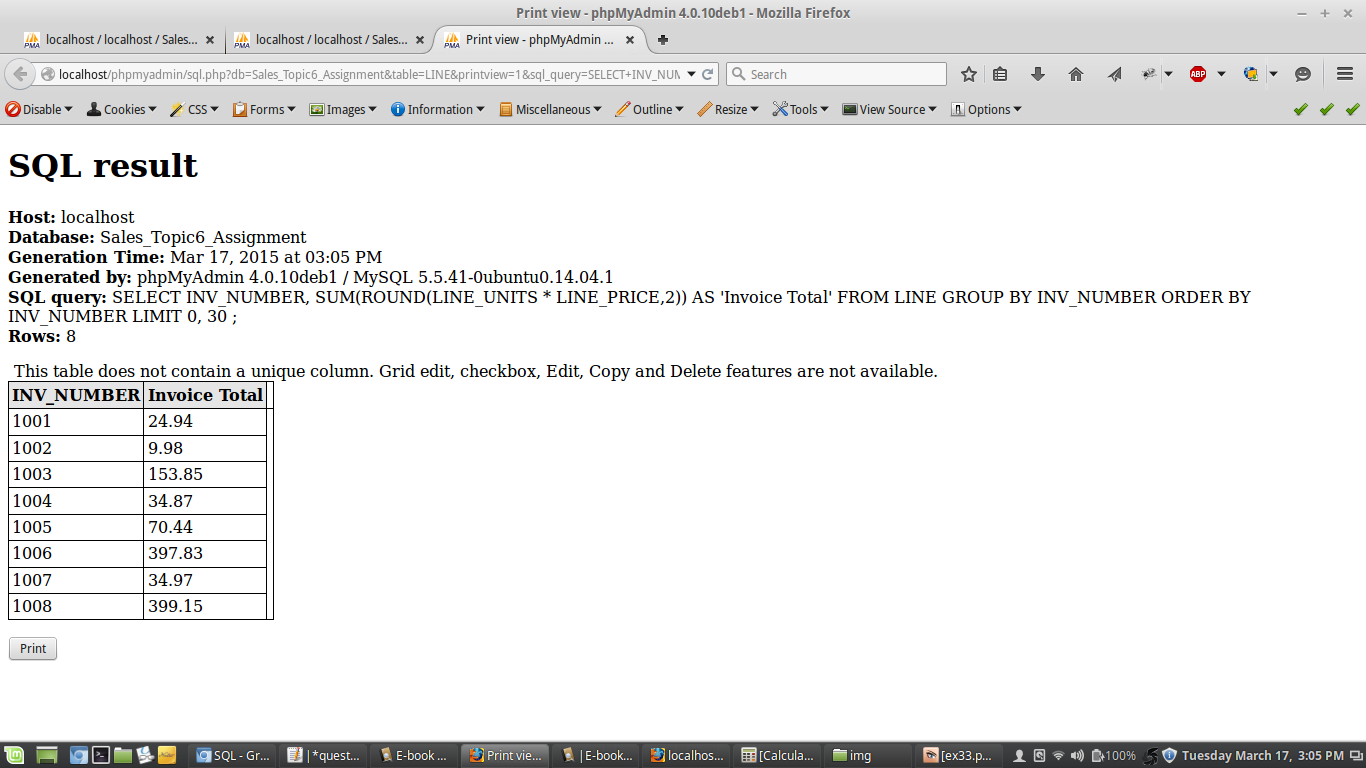 Print view - phpMyAdmin 4.0.10deb1 - Mozilla Firefox
localhost / localhost / Sales... localhost / localhost / Sales... Print view - phpMyAdmin ...
localhost/phpmyadmin/sql.php?db=Sales_Topic6_Assignment&table=LINE&printview=1&sql_query=SELECT+INV_NUM Search ABP
Disable Cookies CSS Forms Images Information Miscellaneous Outline Resize Tools View Source Options
SQL result
Host: localhost
Database: Sales_Topic6_Assignment
Generation Time: Mar 17, 2015 at 03:05 PM
Generated by: phpMyAdmin 4.0.10deb1 / MySQL 5.5.41-0ubuntu0.14.04.1
SQL query: SELECT INV_NUMBER, SUM(ROUND(LINE_UNITS * LINE_PRICE,2)) AS 'Invoice Total' FROM LINE GROUP BY INV_NUMBER ORDER BY
INV_NUMBER LIMIT 0, 30 ;
Rows: 8
This table does not contain a unique column. Grid edit, checkbox, Edit, Copy and Delete features are not available.
INV_NUMBER Invoice Total
1001 24.94
1002 9.98
1003 153.85
1004 34.87
1005 70.44
1006 397.83
1007 34.97
1008 399.15
Print
SQL - Gr... |*quest... E-book ... Print vie... |E-book... localhos... [Calcula... img [ex33.p... 100% Tuesday March 17, 3:05 PM